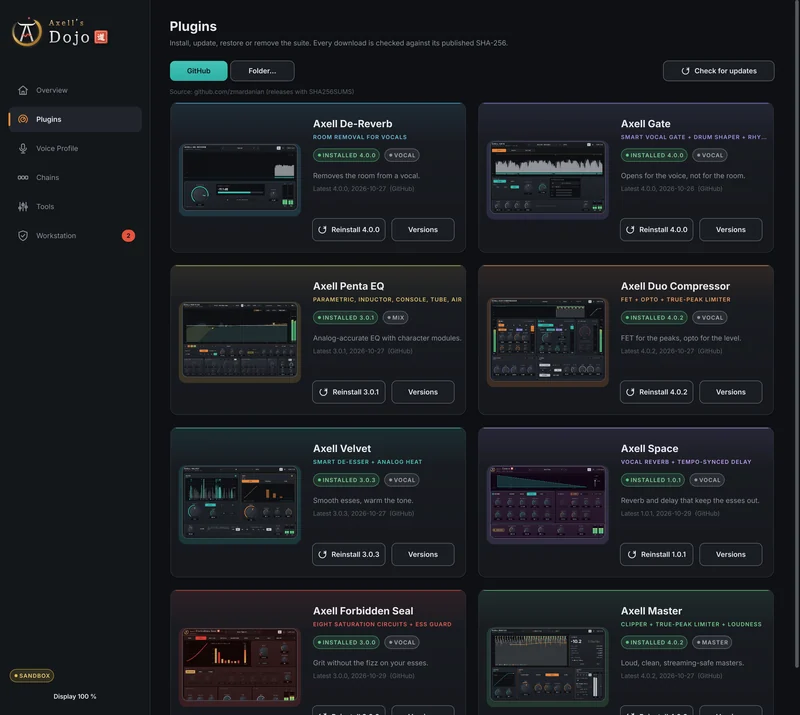 Axell's
Dojo 道
Overview
Plugins
Voice Profile
Chains
Tools
Workstation
2
SANDBOX
Display 100 %
Plugins
Install, update, restore or remove the suite. Every download is checked against its published SHA-256.
GitHub
Folder...
Check for updates
Source: github.com/zmardanian (releases with SHA256SUMS)
Axell De-Reverb
ROOM REMOVAL FOR VOCALS
INSTALLED 4.0.0
VOCAL
Removes the room from a vocal.
Latest 4.0.0, 2026-10-27 (GitHub)
Reinstall 4.0.0
Versions
Axell Gate
SMART VOCAL GATE + DRUM SHAPER + RHY...
INSTALLED 4.0.0
VOCAL
Opens for the voice, not for the room.
Latest 4.0.0, 2026-10-26 (GitHub)
Reinstall 4.0.0
Versions
Axell Penta EQ
PARAMETRIC, INDUCTOR, CONSOLE, TUBE, AIR
INSTALLED 3.0.1
MIX
Analog-accurate EQ with character modules.
Latest 3.0.1, 2026-10-27 (GitHub)
Reinstall 3.0.1
Versions
Axell Duo Compressor
FET + OPTO + TRUE-PEAK LIMITER
INSTALLED 4.0.2
VOCAL
FET for the peaks, opto for the level.
Latest 4.0.2, 2026-10-27 (GitHub)
Reinstall 4.0.2
Versions
Axell Velvet
SMART DE-ESSER + ANALOG HEAT
INSTALLED 3.0.3
VOCAL
Smooth esses, warm the tone.
Latest 3.0.3, 2026-10-27 (GitHub)
Reinstall 3.0.3
Versions
Axell Space
VOCAL REVERB + TEMPO-SYNCED DELAY
INSTALLED 1.0.1
VOCAL
Reverb and delay that keep the esses out.
Latest 1.0.1, 2026-10-29 (GitHub)
Reinstall 1.0.1
Versions
Axell Forbidden Seal
EIGHT SATURATION CIRCUITS + ESS GUARD
INSTALLED 3.0.0
VOCAL
Grit without the fizz on your esses.
Latest 3.0.0, 2026-10-29 (GitHub)
Axell Master
CLIPPER + TRUE-PEAK LIMITER + LOUDNESS
INSTALLED 4.0.2
MASTER
Loud, clean, streaming-safe masters.
Latest 4.0.2, 2026-10-27 (GitHub)